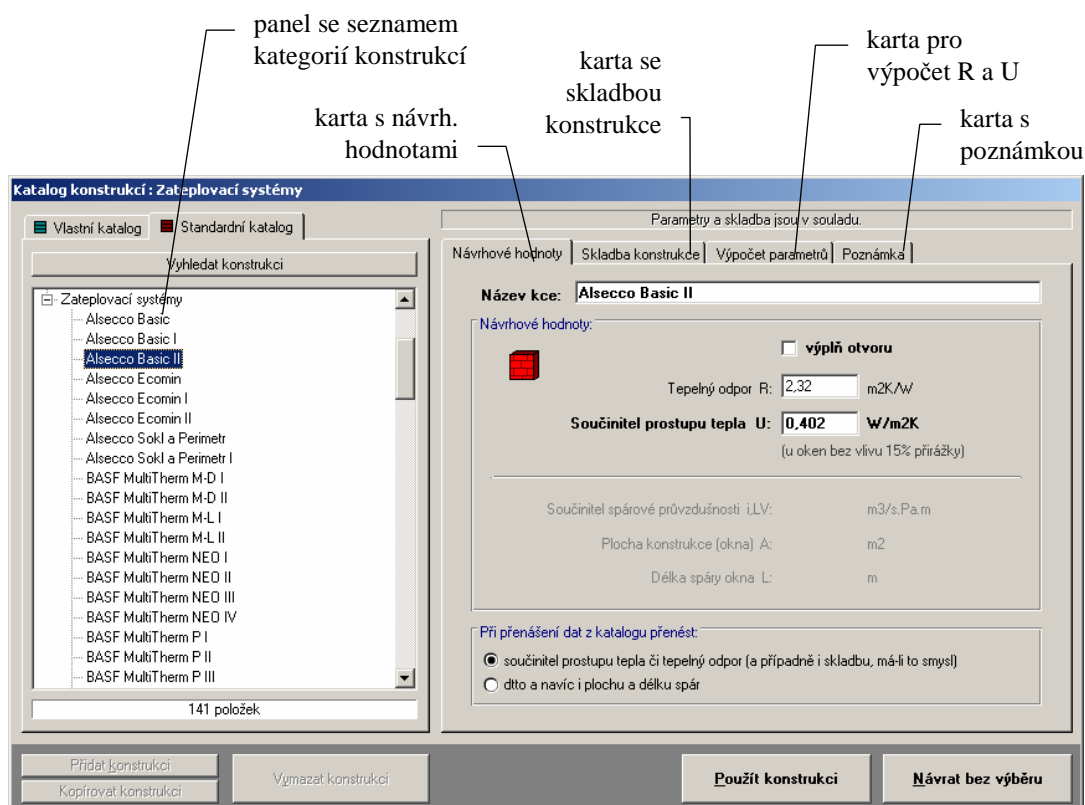 panel se seznamem
kategorií konstrukcí
karta s návrh.
hodnotami
karta se
skladbou
konstrukce
karta pro
výpočet R a U
karta s
poznámkou
Katalog konstrukcí : Zateplovací systémy
Vlastní katalog
Standardní katalog
Vyhledat konstrukci
Zateplovací systémy
Alsecco Basic
Alsecco Basic I
Alsecco Basic II
Alsecco Ecomin
Alsecco Ecomin I
Alsecco Ecomin II
Alsecco Sokl a Perimetr
Alsecco Sokl a Perimetr I
BASF MultiTherm M-D I
BASF MultiTherm M-D II
BASF MultiTherm M-L I
BASF MultiTherm M-L II
BASF MultiTherm NEO I
BASF MultiTherm NEO II
BASF MultiTherm NEO III
BASF MultiTherm NEO IV
BASF MultiTherm P I
BASF MultiTherm P II
BASF MultiTherm P III
141 položek
Parametry a skladba jsou v souladu.
Návrhové hodnoty Skladba konstrukce Výpočet parametrů Poznámka
Název kce: Alsecco Basic II
Návrhové hodnoty:
výplň otvoru
Tepelný odpor R: 2,32 m2K/W
Součinitel prostupu tepla U: 0,402 W/m2K
(u oken bez vlivu 15% přirážky)
Součinitel spárové průvzdušnosti i,LV: m3/s.Pa.m
Plocha konstrukce (okna) A: m2
Délka spáry okna L: m
Při přenášení dat z katalogu přenést:
součinitel prostupu tepla či tepelný odpor (a případně i skladbu, má-li to smysl)
dtto a navíc i plochu a délku spár
Přidat konstrukci
Kopírovat konstrukci
Vymazat konstrukci
Použít konstrukci
Návrat bez výběru